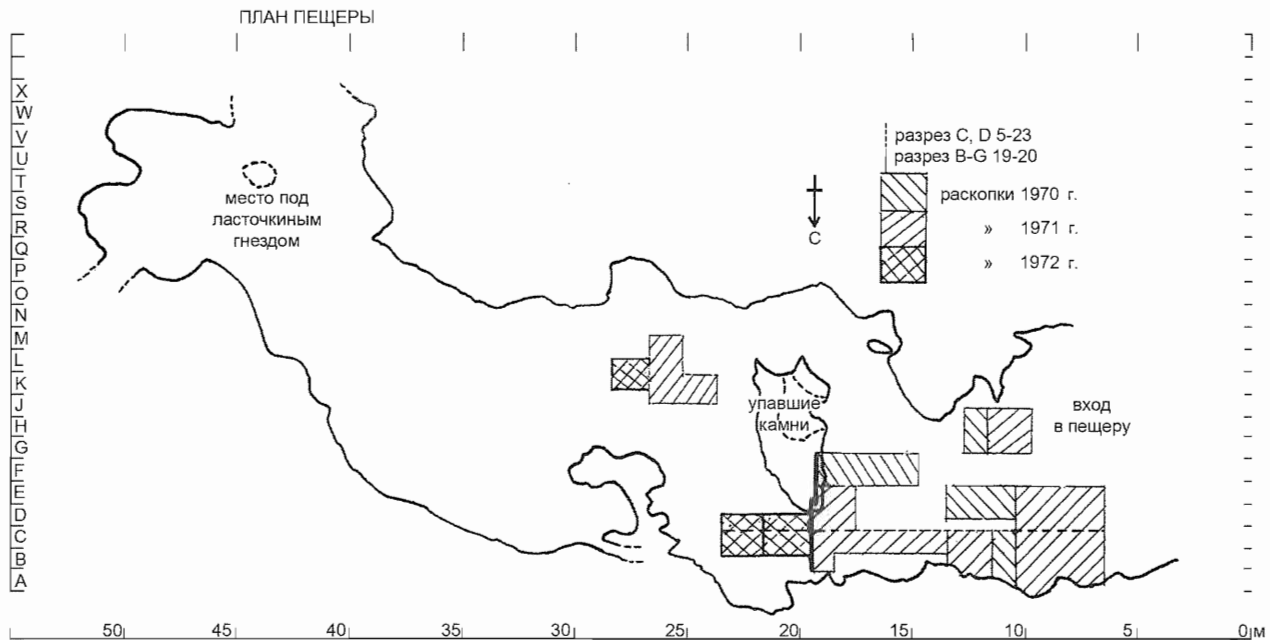 ПЛАН ПЕЩЕРЫ
X
W
V
U
T
S
R
Q
P
O
N
M
L
K
J
H
G
F
E
D
C
B
A
разрез C, D 5-23
разрез B-G 19-20
раскопки 1970 г.
» 1971 г.
» 1972 г.
С
место под
ласточкиным
гнездом
упавшие
камни
вход
в пещеру
50 45 40 35 30 25 20 15 10 5 0 м